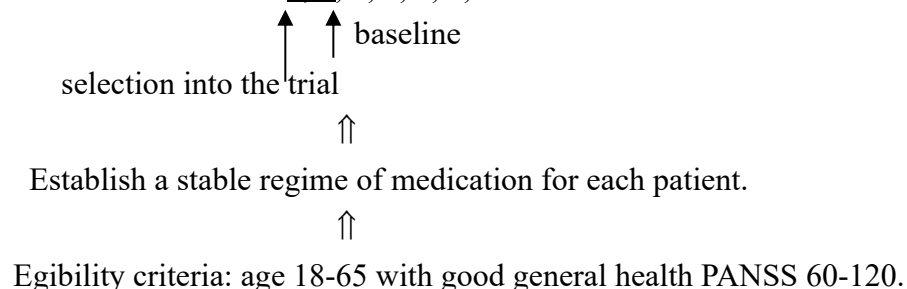 baseline
selection into the trial
⇑
Establish a stable regime of medication for each patient.
⇑
Egibility criteria: age 18-65 with good general health PANSS 60-120.